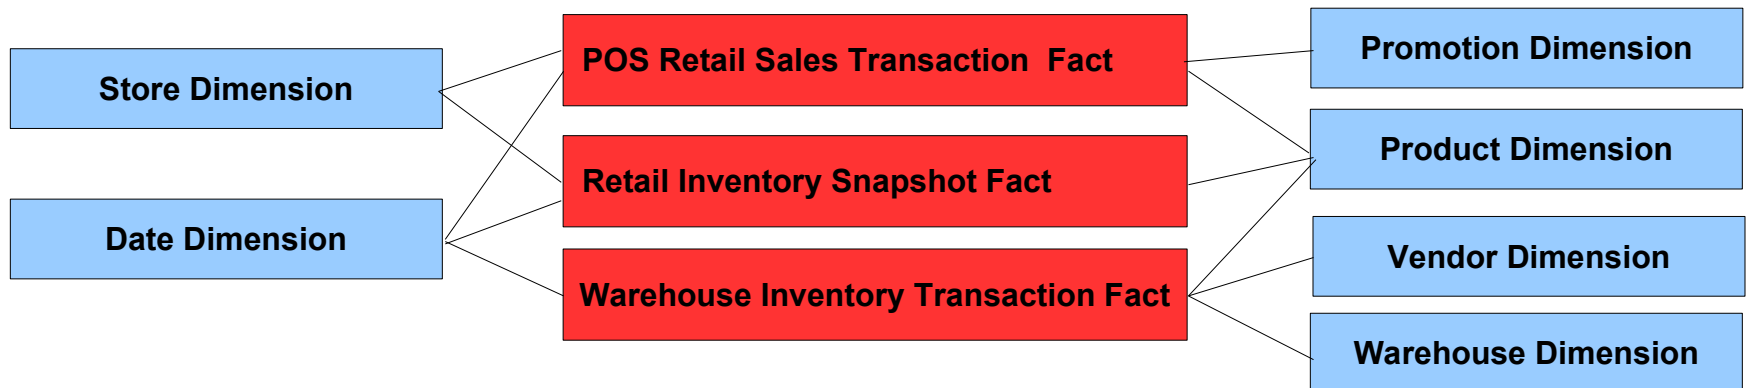 Store Dimension
Date Dimension
POS Retail Sales Transaction  Fact
Retail Inventory Snapshot Fact
Warehouse Inventory Transaction Fact
Promotion Dimension
Product Dimension
Vendor Dimension
Warehouse Dimension